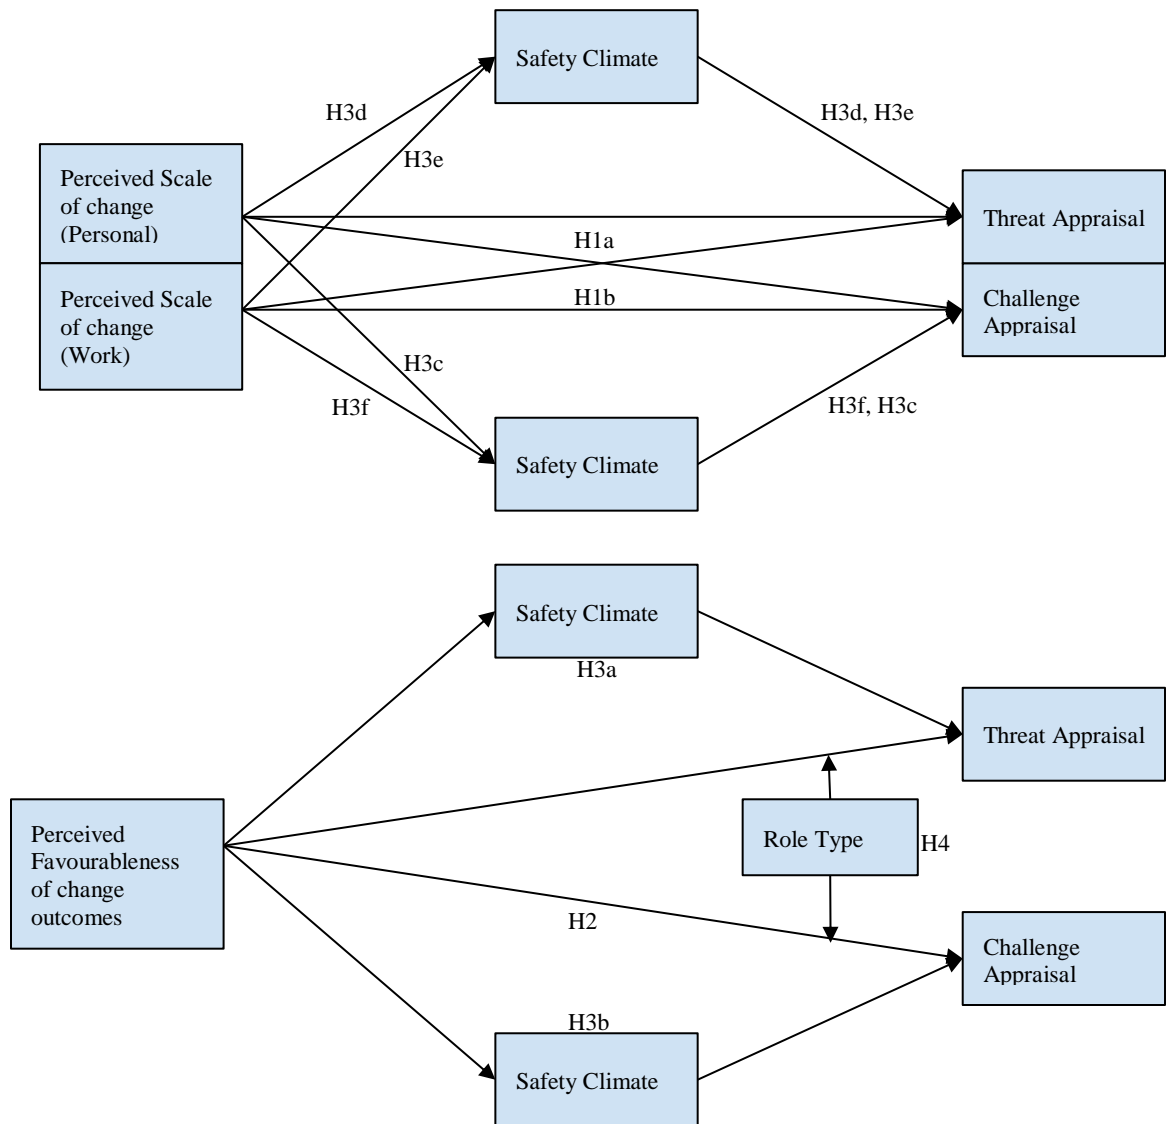 Safety Climate
H3d
H3d, H3e
H3e
Perceived Scale
of change
(Personal)
Threat Appraisal
H1a
Perceived Scale
of change
(Work)
H1b
Challenge
Appraisal
H3c
H3f
H3f, H3c
Safety Climate
Safety Climate
H3a
Threat Appraisal
Perceived
Favourableness
of change
outcomes
Role Type
H4
H2
Challenge
Appraisal
H3b
Safety Climate